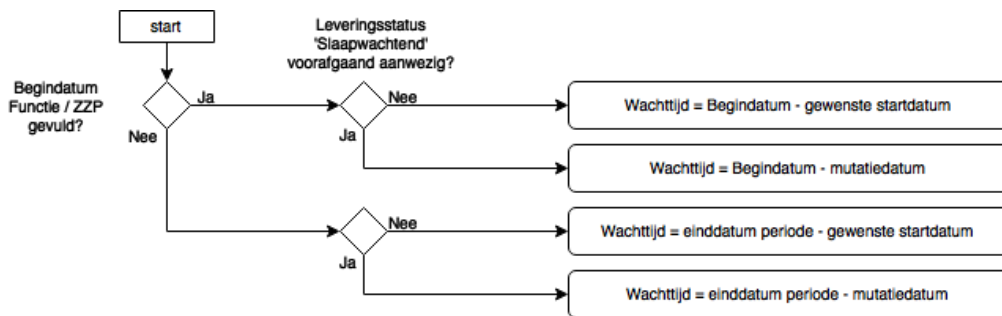 start
Leveringsstatus
'Slaapwachtend'
voorafgaand aanwezig?
Begindatum
Functie / ZZP
gevuld?
Ja
Nee
Nee
Ja
Wachttijd = Begindatum - gewenste startdatum
Wachttijd = Begindatum - mutatiedatum
Nee
Ja
Wachttijd = einddatum periode - gewenste startdatum
Wachttijd = einddatum periode - mutatiedatum